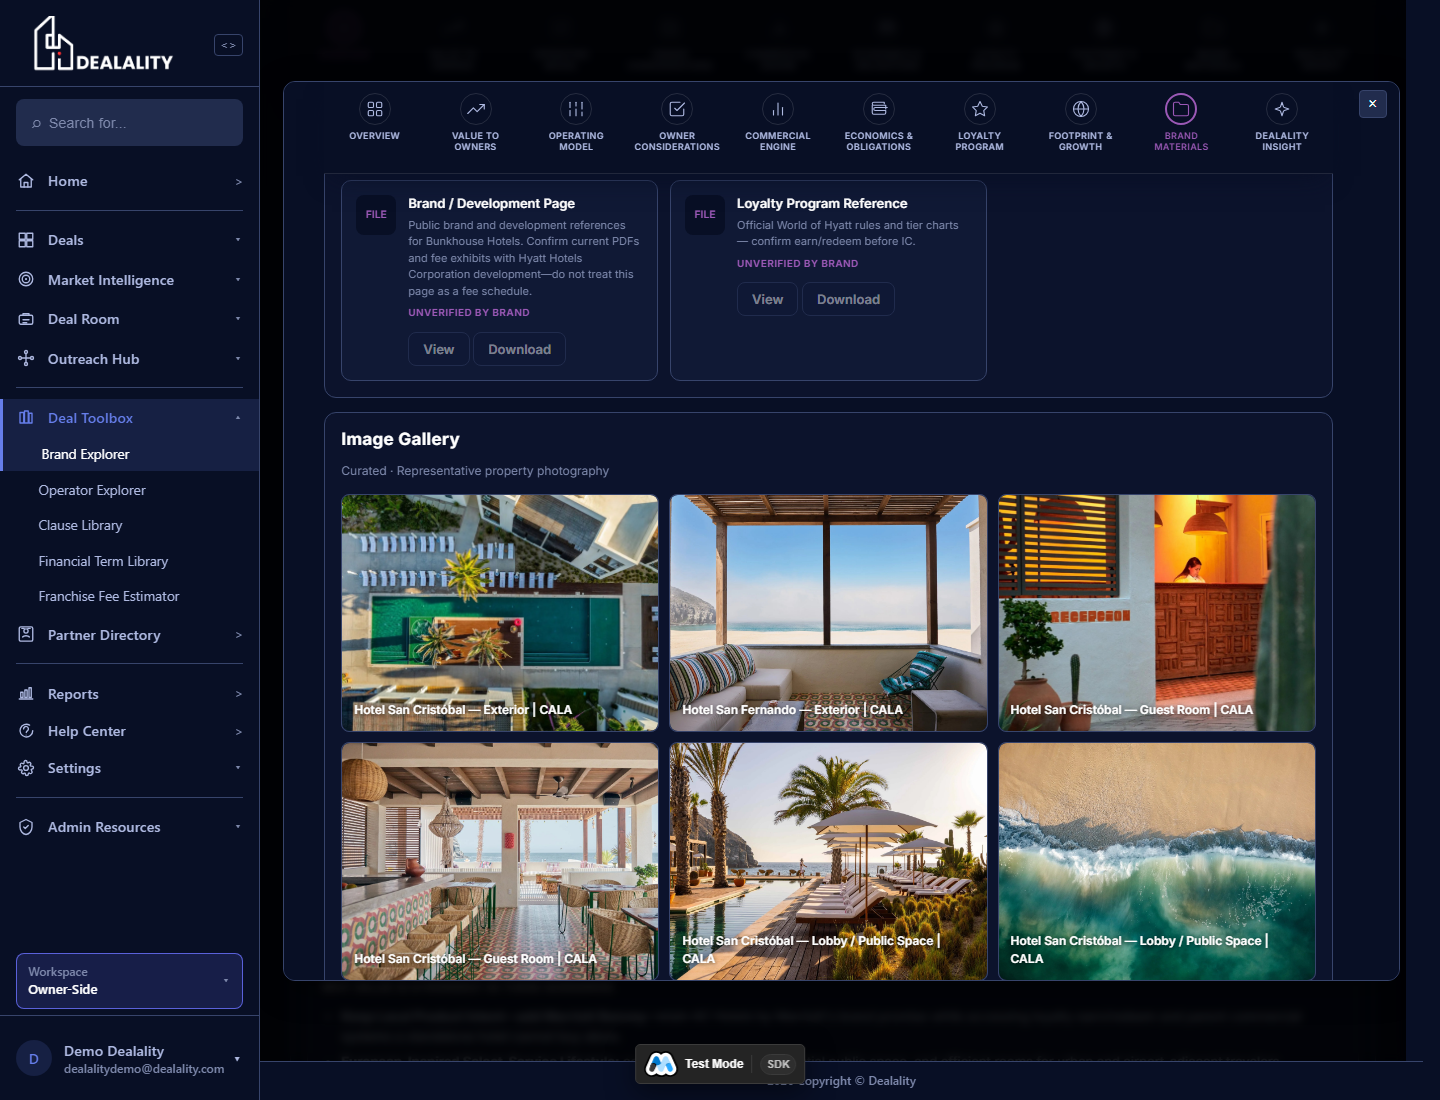 DEALALITY
<>
Search for...
Home
Deals
Market Intelligence
Deal Room
Outreach Hub
Deal Toolbox
Brand Explorer
Operator Explorer
Clause Library
Financial Term Library
Franchise Fee Estimator
Partner Directory
Reports
Help Center
Settings
Admin Resources
Workspace
Owner-Side
D
Demo Dealality
dealalitydemo@dealality.com
OVERVIEW
VALUE TO
OWNERS
OPERATING
MODEL
OWNER
CONSIDERATIONS
COMMERCIAL
ENGINE
ECONOMICS &
OBLIGATIONS
LOYALTY
PROGRAM
FOOTPRINT &
GROWTH
BRAND
MATERIALS
DEALALITY
INSIGHT
×
FILE
Brand / Development Page
Public brand and development references
for Bunkhouse Hotels. Confirm current PDFs
and fee exhibits with Hyatt Hotels
Corporation development—do not treat this
page as a fee schedule.
UNVERIFIED BY BRAND
View
Download
FILE
Loyalty Program Reference
Official World of Hyatt rules and tier charts
— confirm earn/redeem before IC.
UNVERIFIED BY BRAND
View
Download
Image Gallery
Curated · Representative property photography
Hotel San Cristóbal — Exterior | CALA
Hotel San Fernando — Exterior | CALA
RECEPCION
Hotel San Cristóbal — Guest Room | CALA
Hotel San Cristóbal — Guest Room | CALA
Hotel San Cristóbal — Lobby / Public Space |
CALA
Hotel San Cristóbal — Lobby / Public Space |
CALA
Test Mode
SDK
Copyright © Dealality